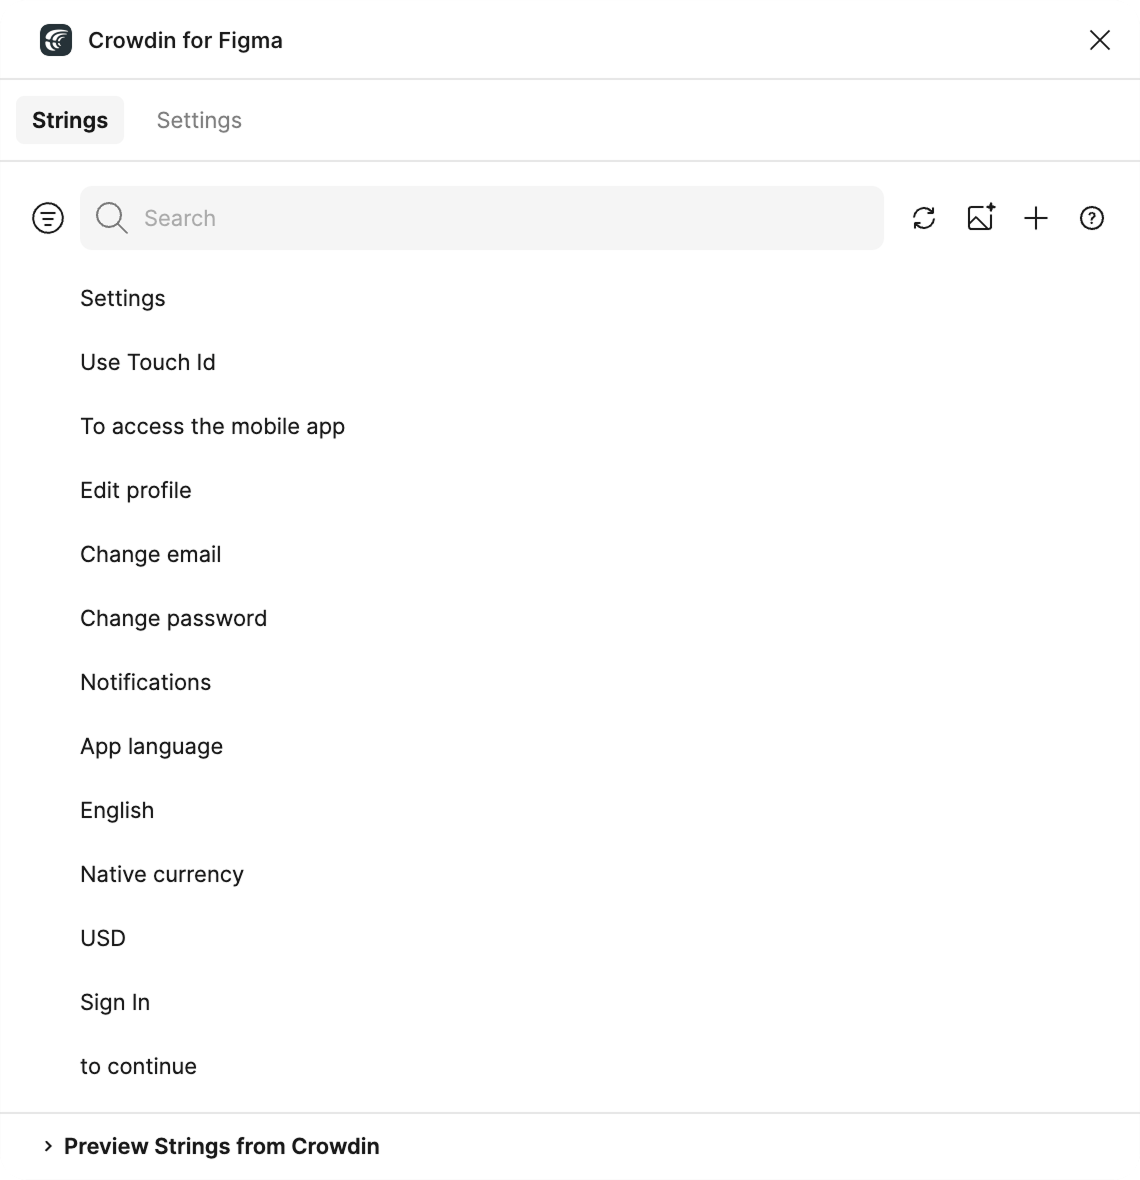 Crowdin for Figma
Strings Settings
Search
Settings
Use Touch Id
To access the mobile app
Edit profile
Change email
Change password
Notifications
App language
English
Native currency
USD
Sign In
to continue
Preview Strings from Crowdin